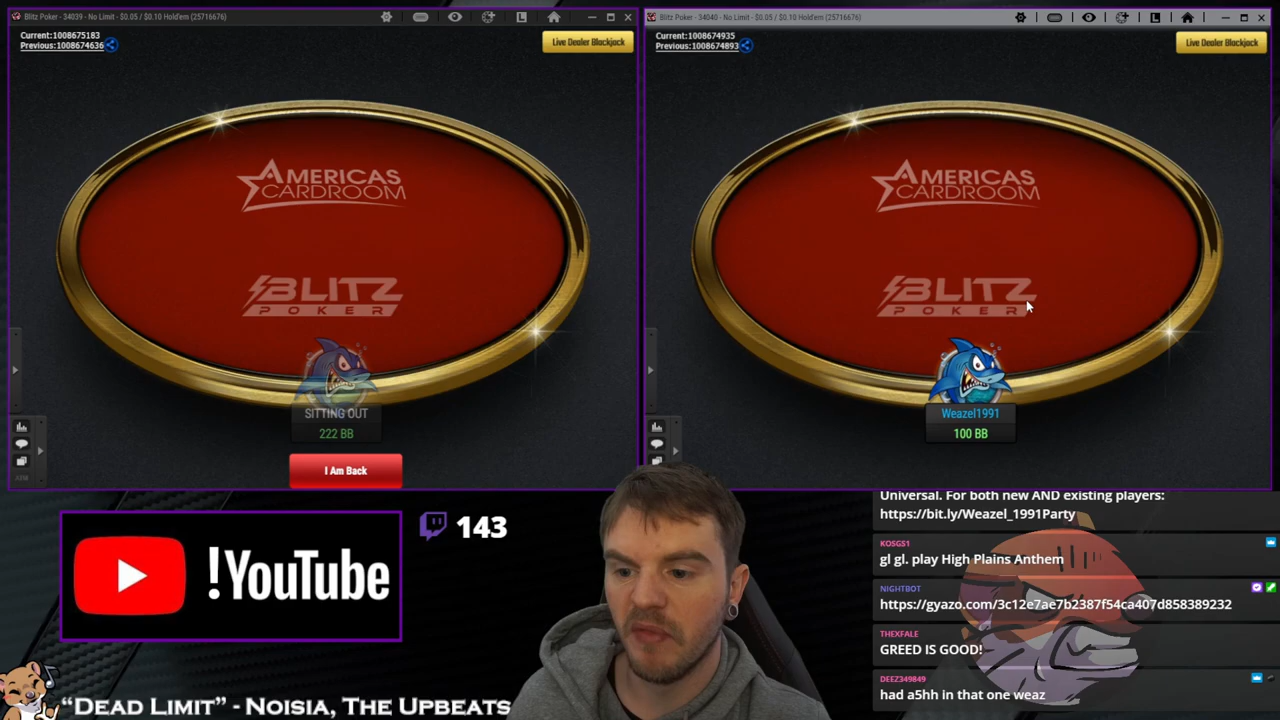 Blitz Poker - 34039 - No Limit - $0.05 / $0.10 Hold'em (25716676)
Current:1008675183
Previous:1008674636
Live Dealer Blackjack
AMERICAS
CARDROOM
BLITZ
POKER
SITTING OUT
222 BB
I Am Back
Blitz Poker - 34040 - No Limit - $0.05 / $0.10 Hold'em (25716676)
Current:1008674935
Previous:1008674893
Live Dealer Blackjack
AMERICAS
CARDROOM
BLITZ
POKER
Weazel1991
100 BB
!YouTube
143
"Dead Limit" - Noisia, The Upbeats
Universal. For both new AND existing players:
https://bit.ly/Weazel_1991Party
KOSGS1
gl gl. play High Plains Anthem
NIGHTBOT
https://gyazo.com/3c12e7ae7b2387f54ca407d858389232
THEXFALE
GREED IS GOOD!
DEEZ349849
had a5hh in that one weaz